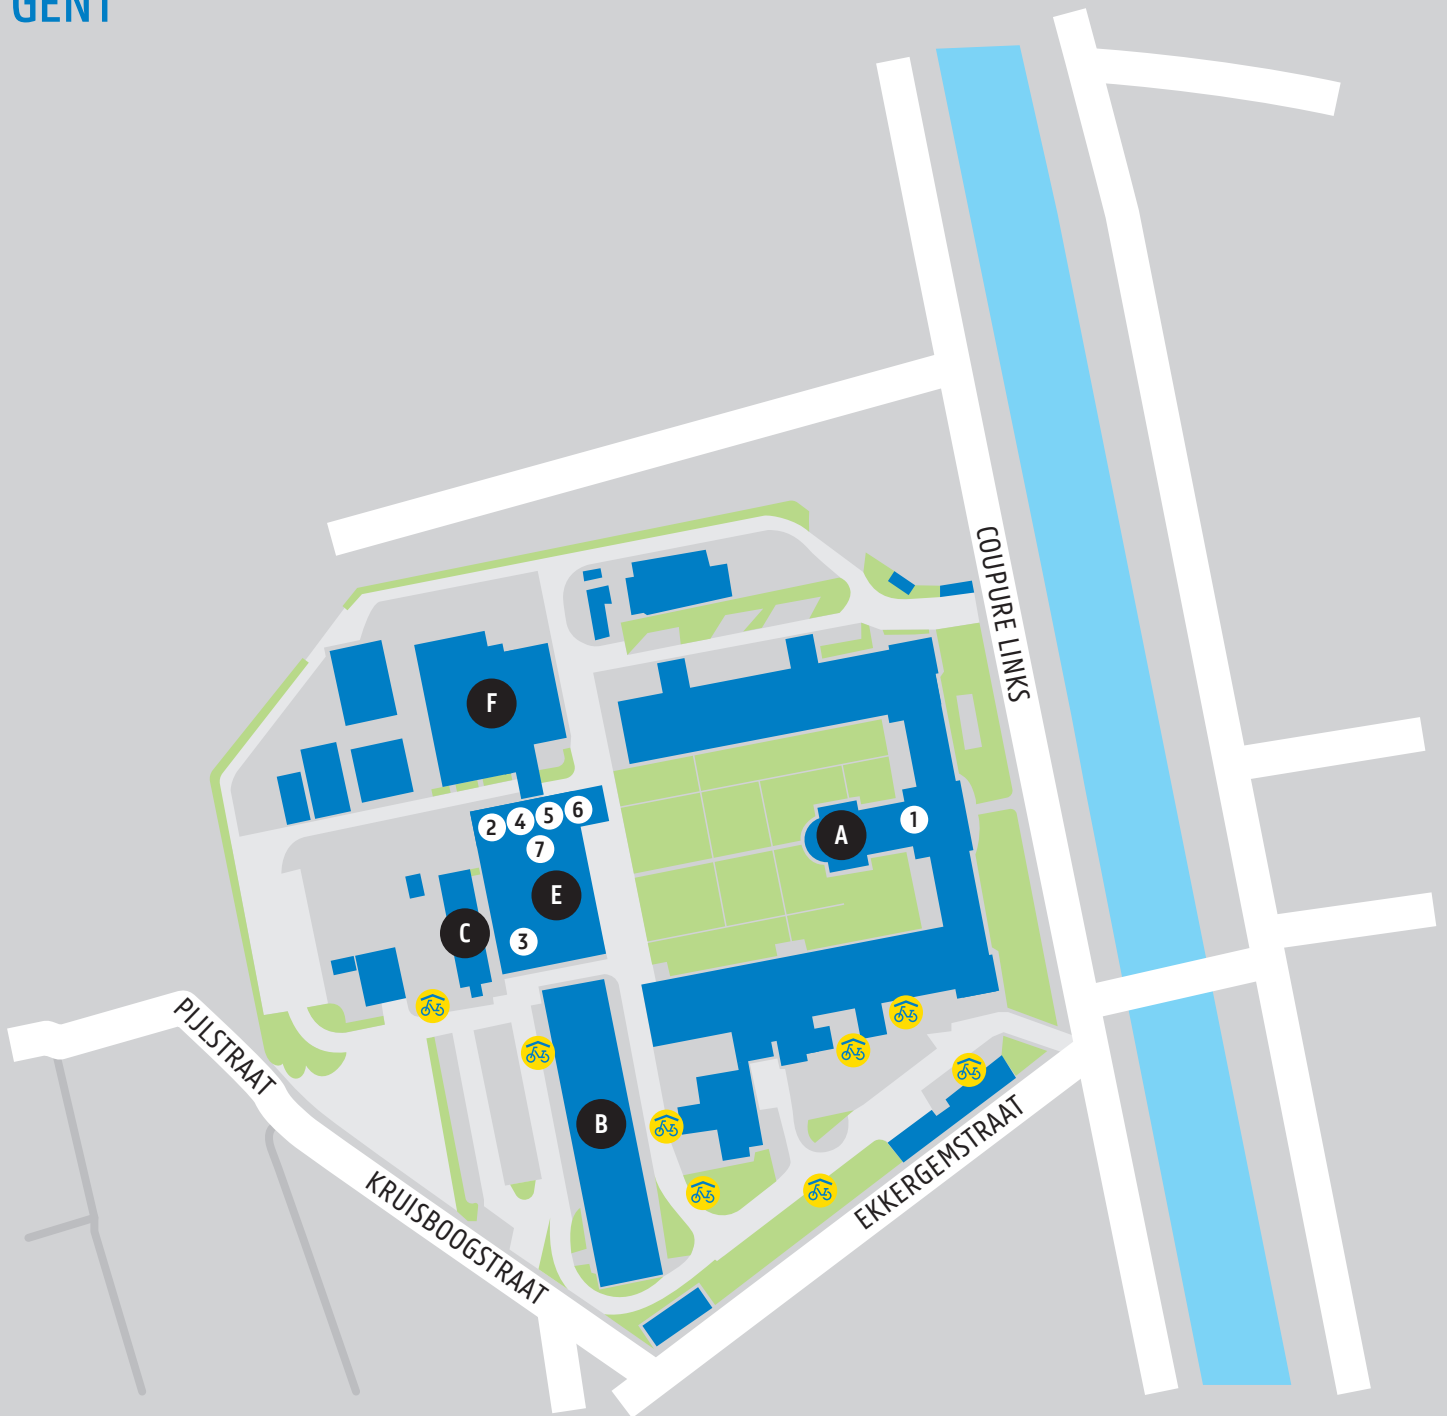 GENT
COUPURE LINKS
F
2
4
5
6
7
1
A
E
C
3
PIJLSTRAAT
B
KRUISBOOGSTRAAT
EKKERGEMSTRAAT